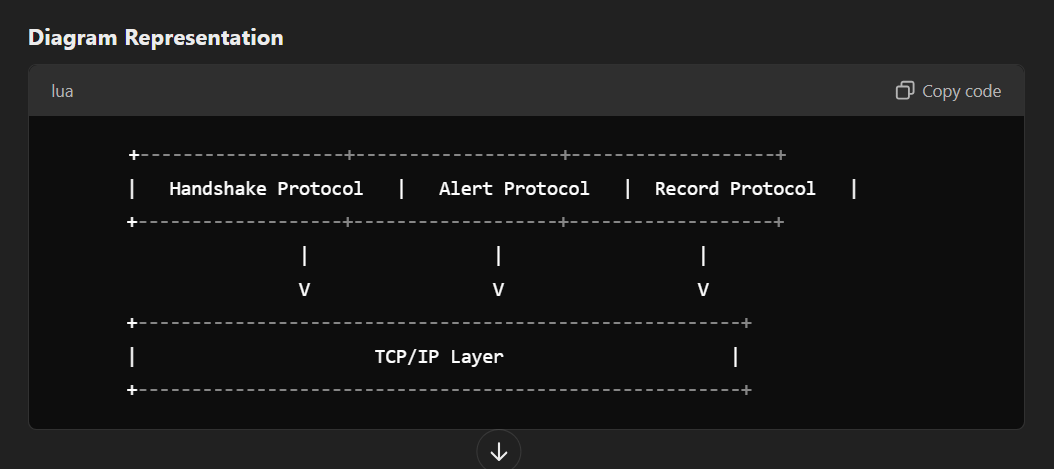 Diagram Representation
lua Copy code
+-------------------+-------------------+-------------------+
|   Handshake Protocol   |   Alert Protocol   |  Record Protocol   |
+-------------------+-------------------+-------------------+
                |                 |                  |
                V                 V                  V
+--------------------------------------------------------+
|                      TCP/IP Layer                     |
+--------------------------------------------------------+